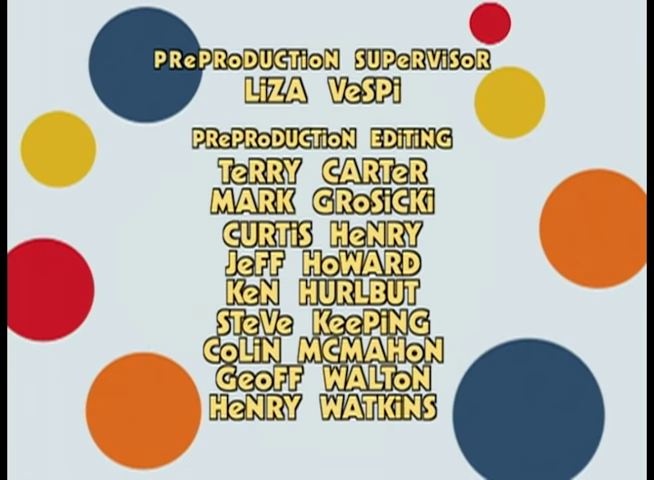 PRePRoDUCTioN SUPeRViSoR
LiZA VeSPi
PRePRoDUCTioN EDiTiNG
TeRRY CARTeR
MARK GRoSiCKi
CURTiS HeNRY
JeFF HoWARD
KeN HURLBUT
STeVe KeePiNG
CoLiN MCMAHoN
GeoFF WALToN
HeNRY WATKiNS